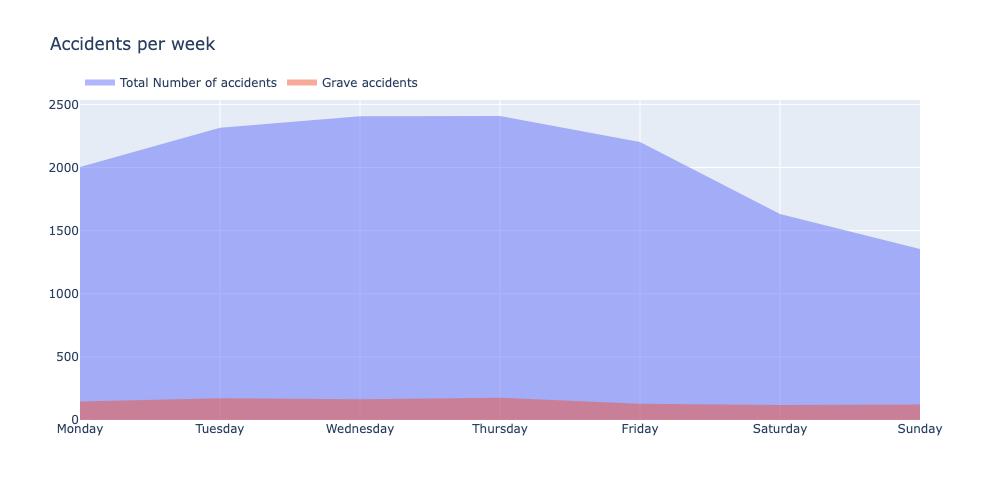 Accidents per week
Total Number of accidents Grave accidents
2500
2000
1500
1000
500
0
Monday Tuesday Wednesday Thursday Friday Saturday Sunday